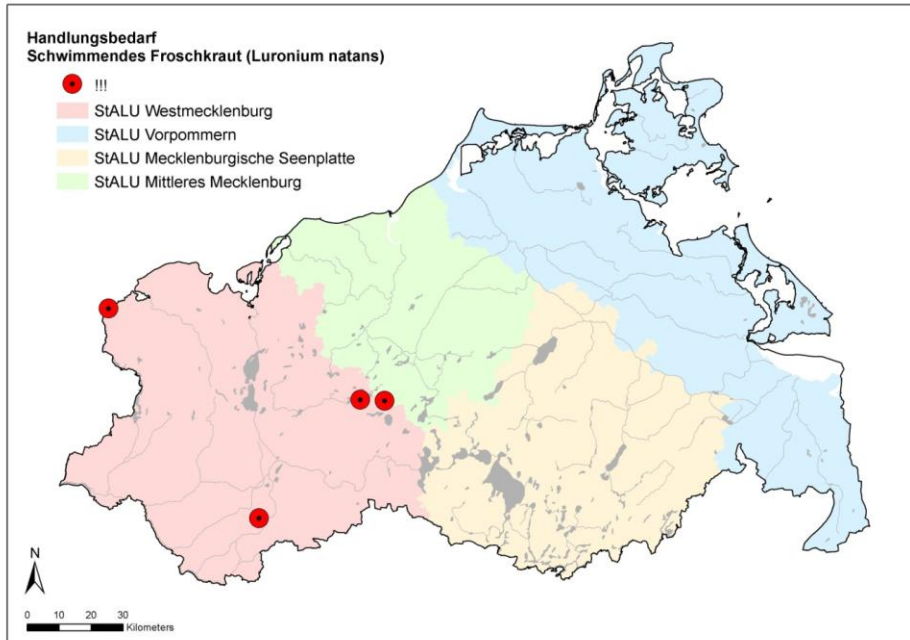 Handlungsbedarf
Schwimmendes Froschkraut (Luronium natans)
!!!
StALU Westmecklenburg
StALU Vorpommern
StALU Mecklenburgische Seenplatte
StALU Mittleres Mecklenburg
N
0 10 20 30
Kilometers